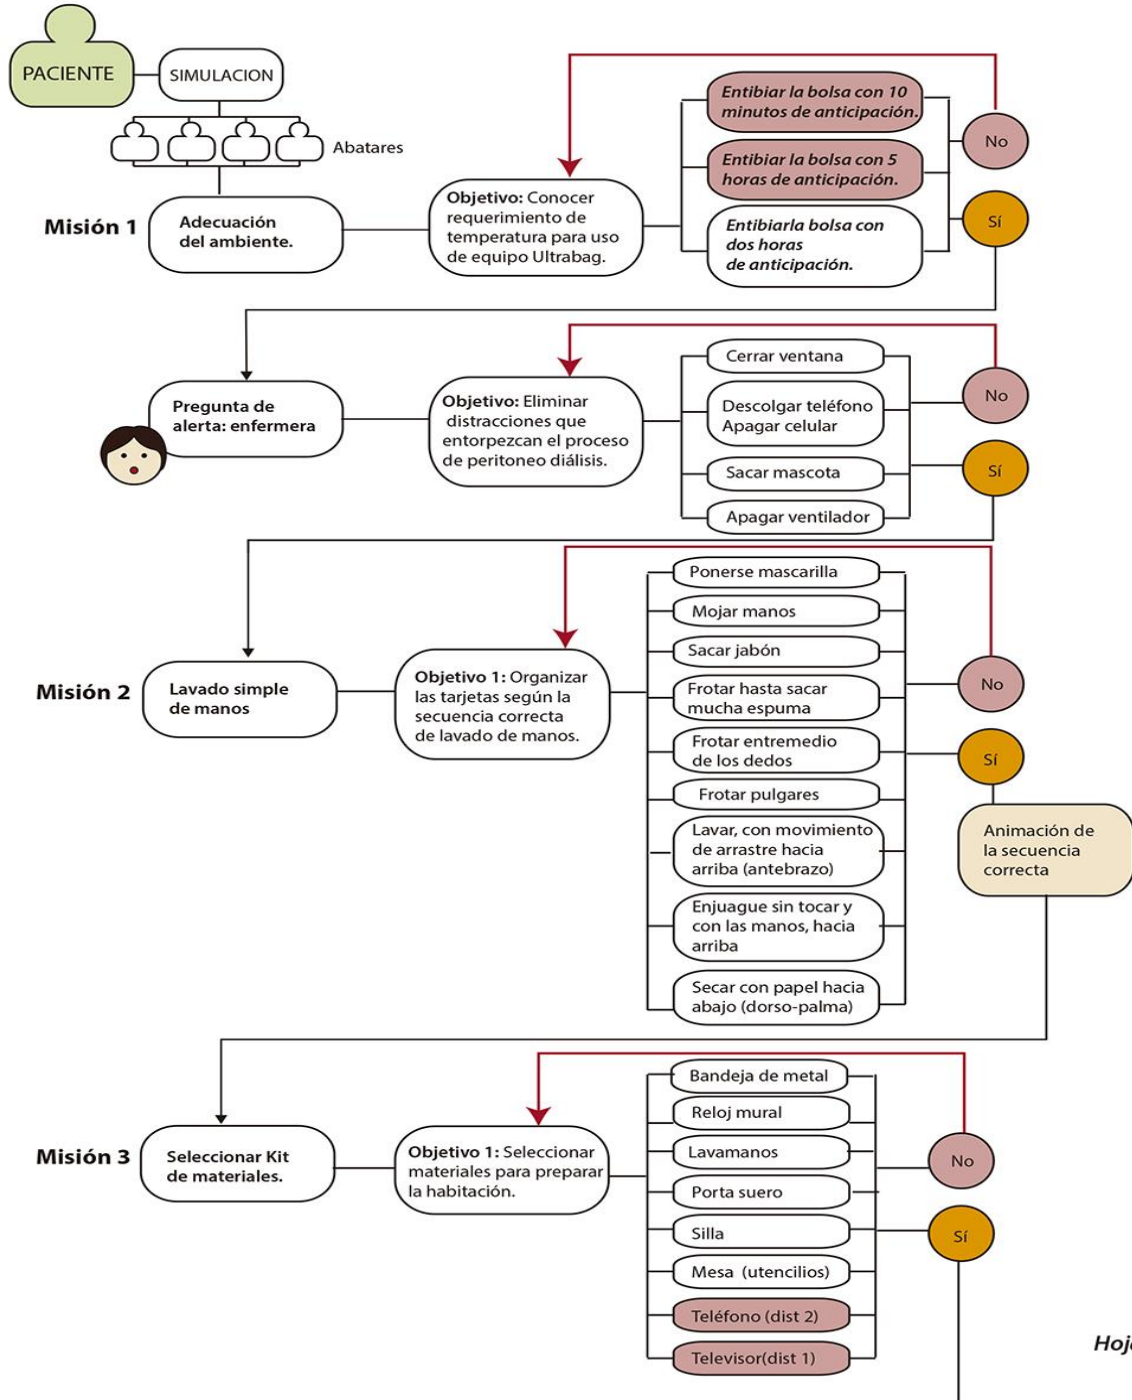 PACIENTE
SIMULACION
Abatares
Misión 1
Adecuación
del ambiente.
Objetivo: Conocer
requerimiento de
temperatura para uso
de equipo Ultrabag.
Entibiar la bolsa con 10
minutos de anticipación.
Entibiar la bolsa con 5
horas de anticipación.
Entibiarla bolsa con
dos horas
de anticipación.
No
Sí
Pregunta de
alerta: enfermera
Objetivo: Eliminar
distracciones que
entorpezcan el proceso
de peritoneo diálisis.
Cerrar ventana
Descolgar teléfono
Apagar celular
Sacar mascota
Apagar ventilador
No
Sí
Misión 2
Lavado simple
de manos
Objetivo 1: Organizar
las tarjetas según la
secuencia correcta
de lavado de manos.
Ponerse mascarilla
Mojar manos
Sacar jabón
Frotar hasta sacar
mucha espuma
Frotar entremedio
de los dedos
Frotar pulgares
Lavar, con movimiento
de arrastre hacia
arriba (antebrazo)
Enjuague sin tocar y
con las manos, hacia
arriba
Secar con papel hacia
abajo (dorso-palma)
No
Sí
Animación de
la secuencia
correcta
Misión 3
Seleccionar Kit
de materiales.
Objetivo 1: Seleccionar
materiales para preparar
la habitación.
Bandeja de metal
Reloj mural
Lavamanos
Porta suero
Silla
Mesa (utencilios)
Teléfono (dist 2)
Televisor(dist 1)
No
Sí